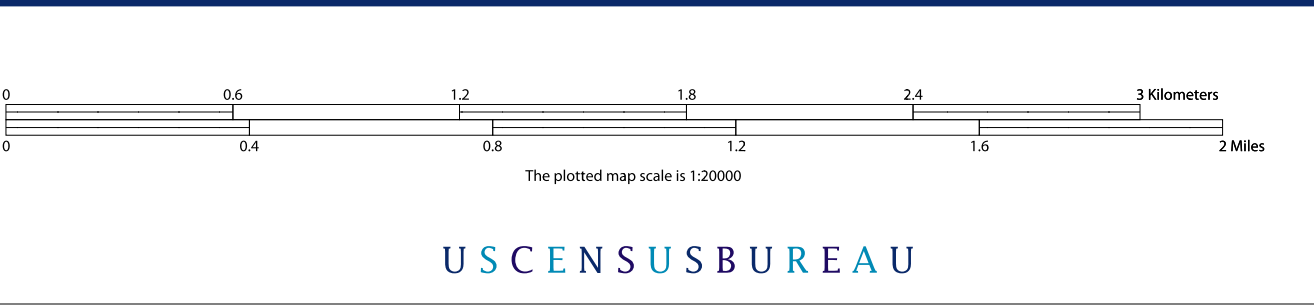 0 0.6 1.2 1.8 2.4 3 Kilometers
0 0.4 0.8 1.2 1.6 2 Miles
The plotted map scale is 1:20000
USCENSUSBUREAU